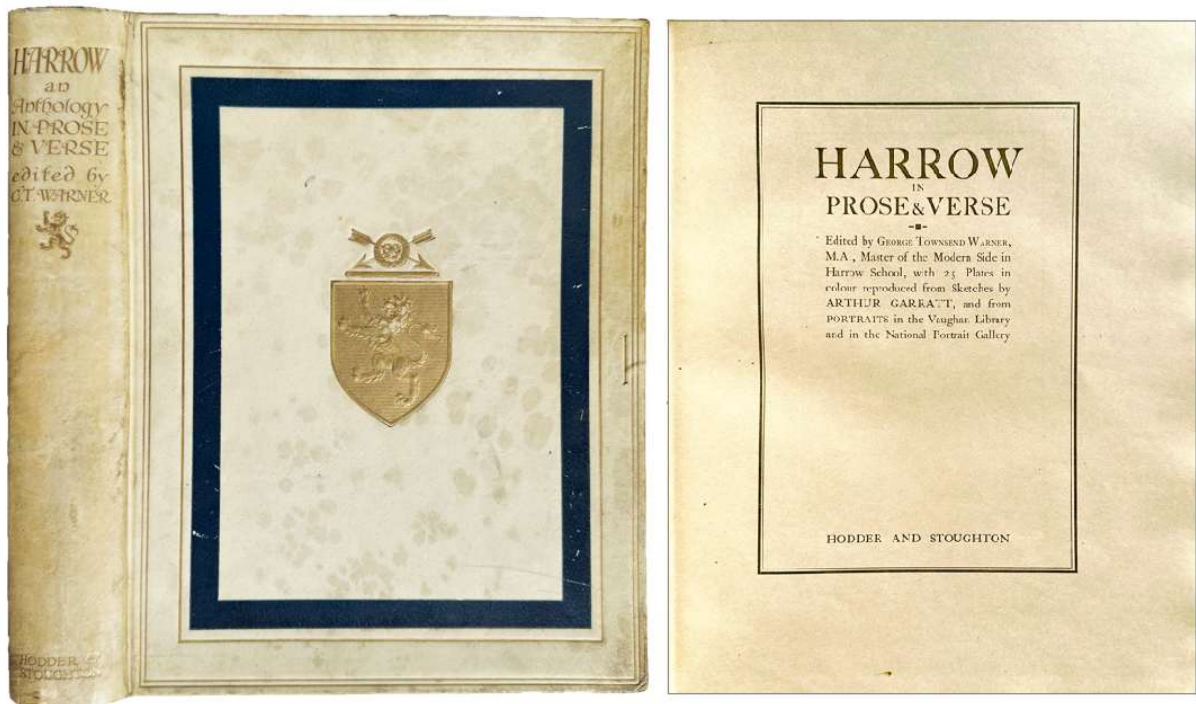 HARROW
an
Anthology
IN PROSE
& VERSE
edited by
G.T. WARNER
HODDER &
STOUGHTON
HARROW
IN
PROSE & VERSE
Edited by GEORGE TOWNSEND WARNER,
M.A., Master of the Modern Side in
Harrow School, with 25 Plates in
colour reproduced from Sketches by
ARTHUR GARRATT, and from
PORTRAITS in the Vaughan Library
and in the National Portrait Gallery
HODDER AND STOUGHTON